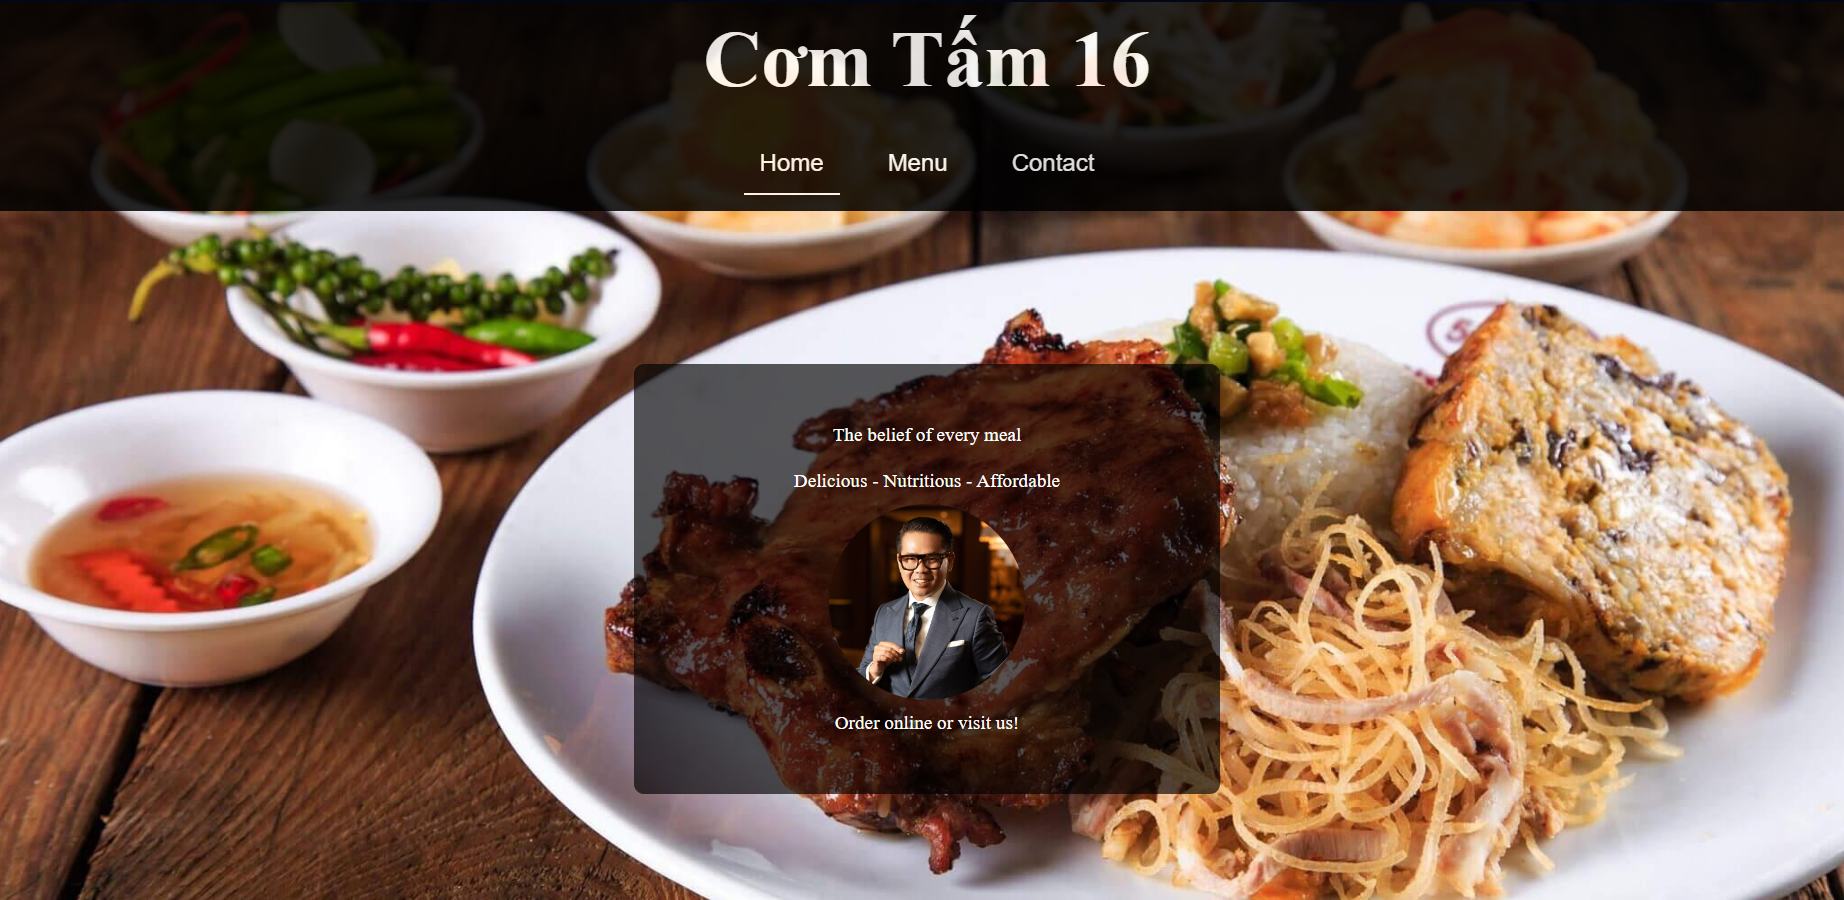 Cơm Tấm 16
Home Menu Contact
The belief of every meal
Delicious - Nutritious - Affordable
Order online or visit us!